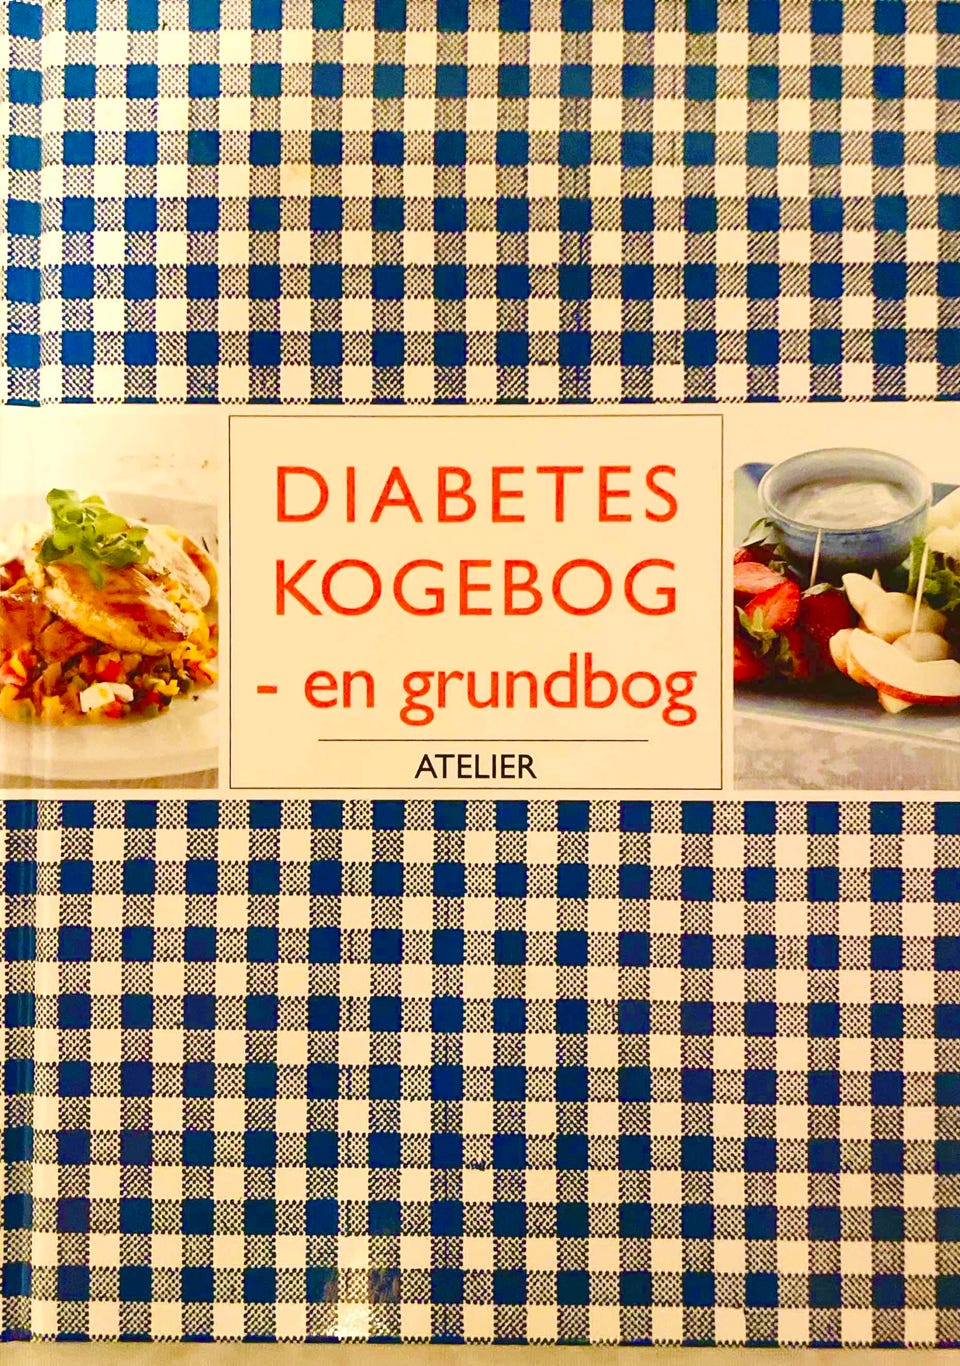 DIABETES
KOGEBOG
- en grundbog
ATELIER